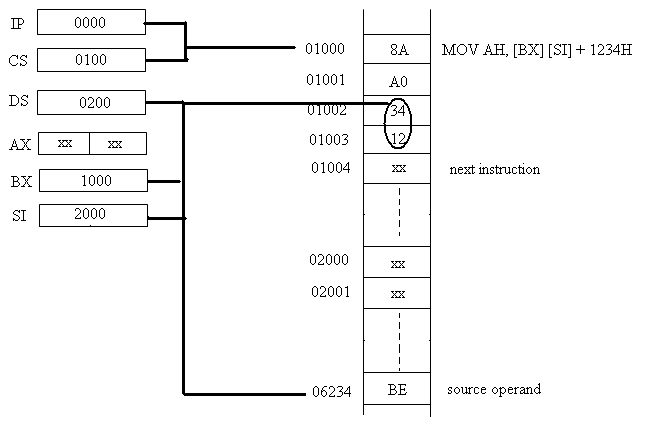 IP 0000
CS 0100
DS 0200
AX xx xx
BX 1000
SI 2000
01000 8A MOV AH, [BX] [SI] + 1234H
01001 A0
01002 34
01003 12
01004 xx next instruction
02000 xx
02001 xx
06234 BE source operand